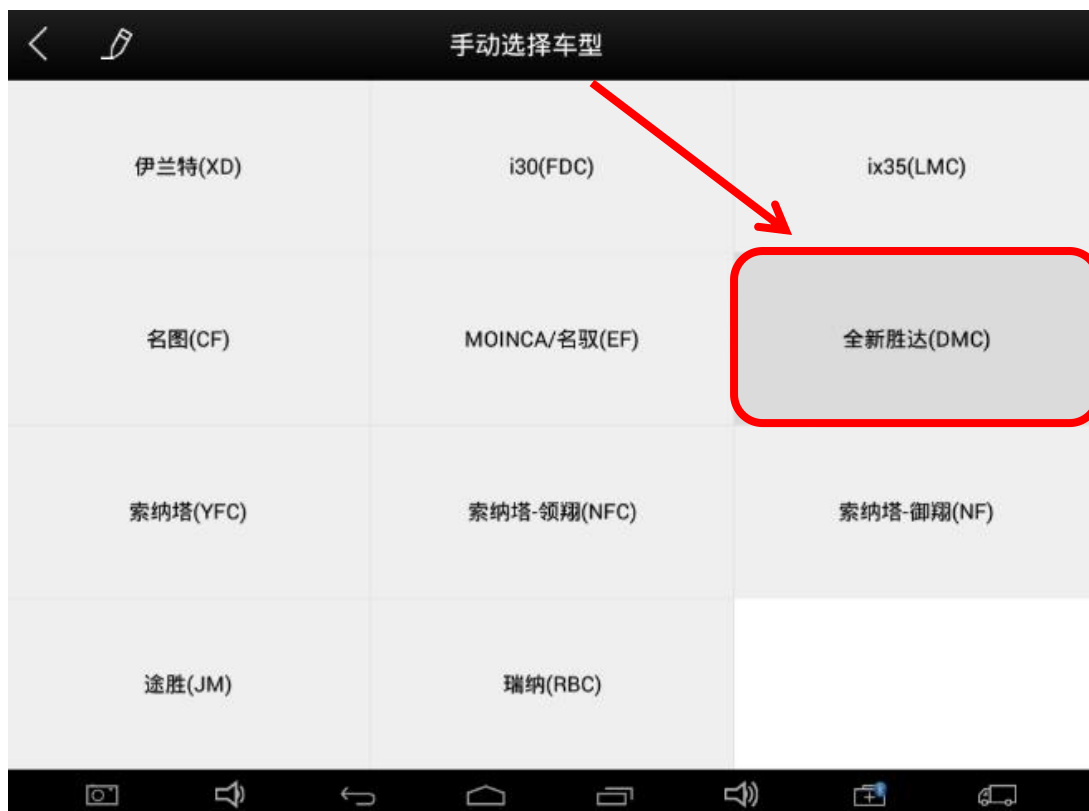 手动选择车型
伊兰特(XD)
i30(FDC)
ix35(LMC)
名图(CF)
MOINCA/名驭(EF)
全新胜达(DMC)
索纳塔(YFC)
索纳塔-领翔(NFC)
索纳塔-御翔(NF)
途胜(JM)
瑞纳(RBC)